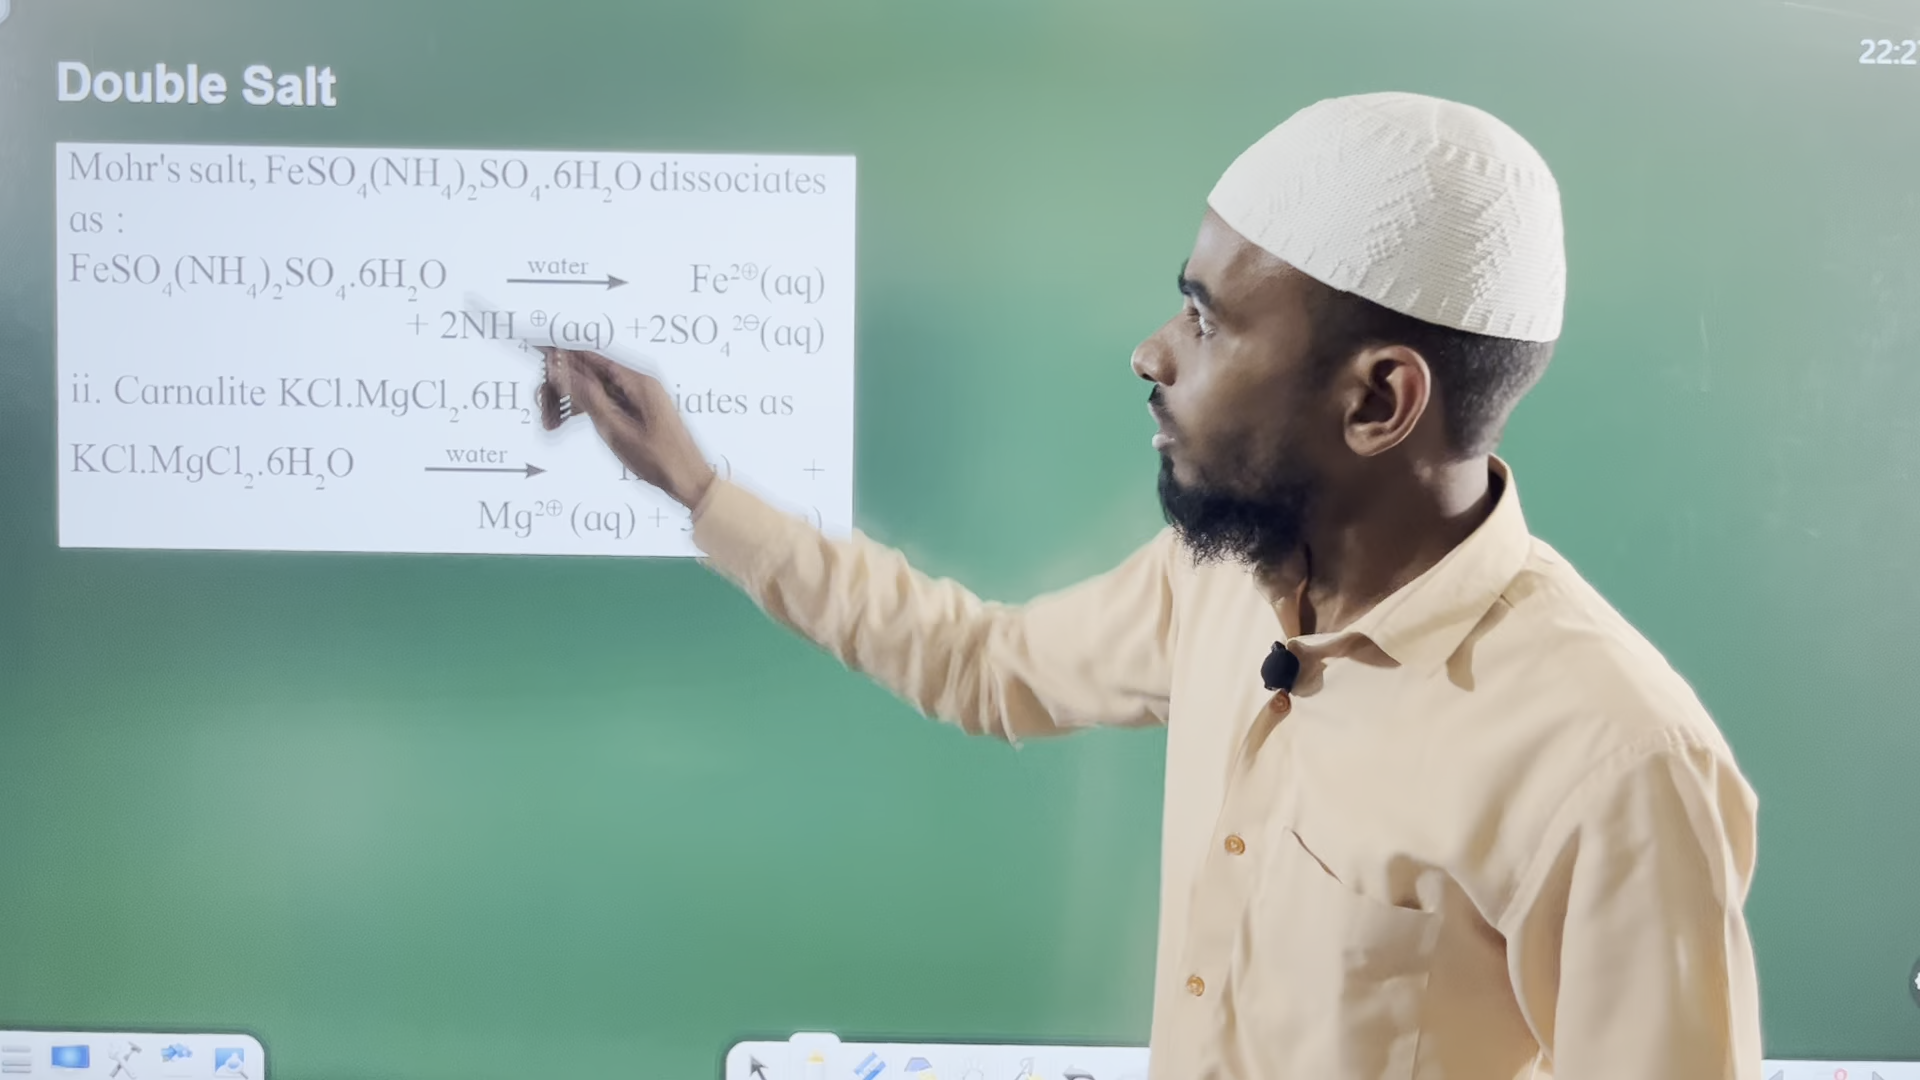 Double Salt
22:2
Mohr's salt, FeSO₄(NH₄)₂SO₄.6H₂O dissociates
as :
FeSO₄(NH₄)₂SO₄.6H₂O water Fe²⊕(aq)
+ 2NH₄⊕(aq) +2SO₄²⊖(aq)
ii. Carnalite KCl.MgCl₂.6H₂ iates as
KCl.MgCl₂.6H₂O water +
Mg²⊕ (aq) +